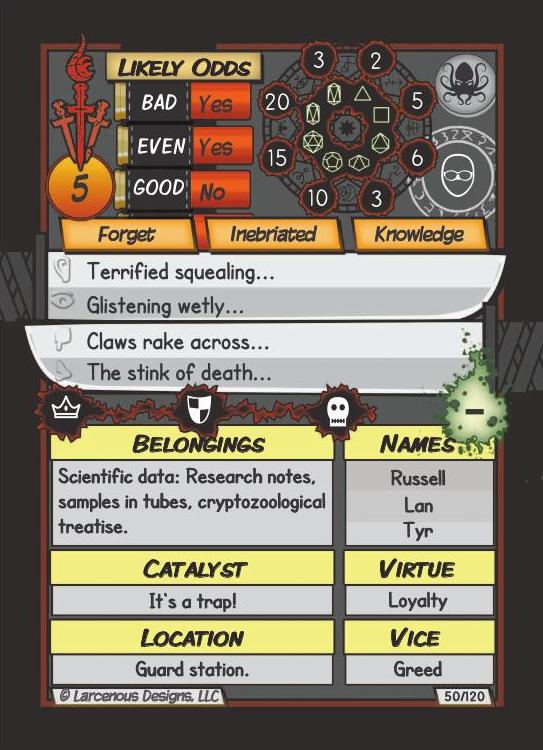 LIKELY ODDS
BAD Yes
EVEN Yes
GOOD No
5
3 2
20 5
15 6
10 3
Forget Inebriated Knowledge
Terrified squealing...
Glistening wetly...
Claws rake across...
The stink of death...
-
BELONGINGS
Scientific data: Research notes,
samples in tubes, cryptozoological
treatise.
NAMES
Russell
Lan
Tyr
CATALYST
It's a trap!
VIRTUE
Loyalty
LOCATION
Guard station.
VICE
Greed
© Larcenous Designs, LLC
50/120